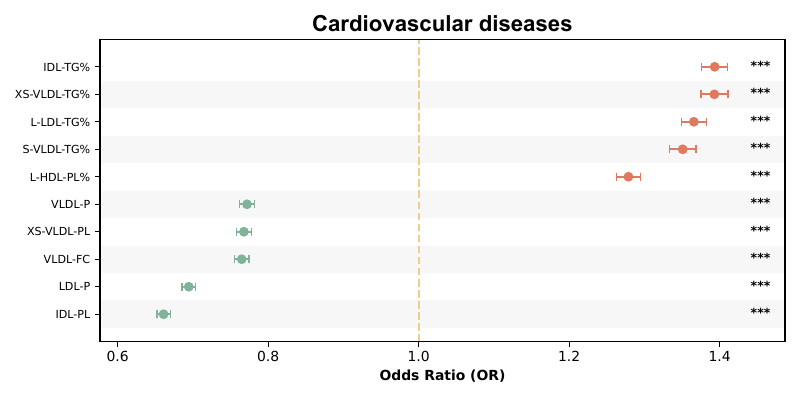 Cardiovascular diseases
IDL-TG% ***
XS-VLDL-TG% ***
L-LDL-TG% ***
S-VLDL-TG% ***
L-HDL-PL% ***
VLDL-P ***
XS-VLDL-PL ***
VLDL-FC ***
LDL-P ***
IDL-PL ***
0.6 0.8 1.0 1.2 1.4
Odds Ratio (OR)